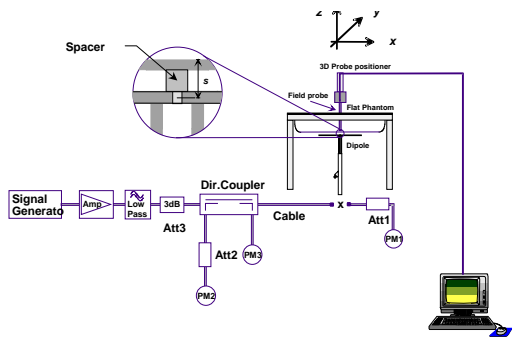 z
y
x
Spacer
s
3D Probe positioner
Field probe
Flat Phantom
Dipole
Dir.Coupler
Signal
Generato
Amp
Low
Pass
3dB
Cable
x
Att1
Att3
Att2
PM3
PM1
PM2